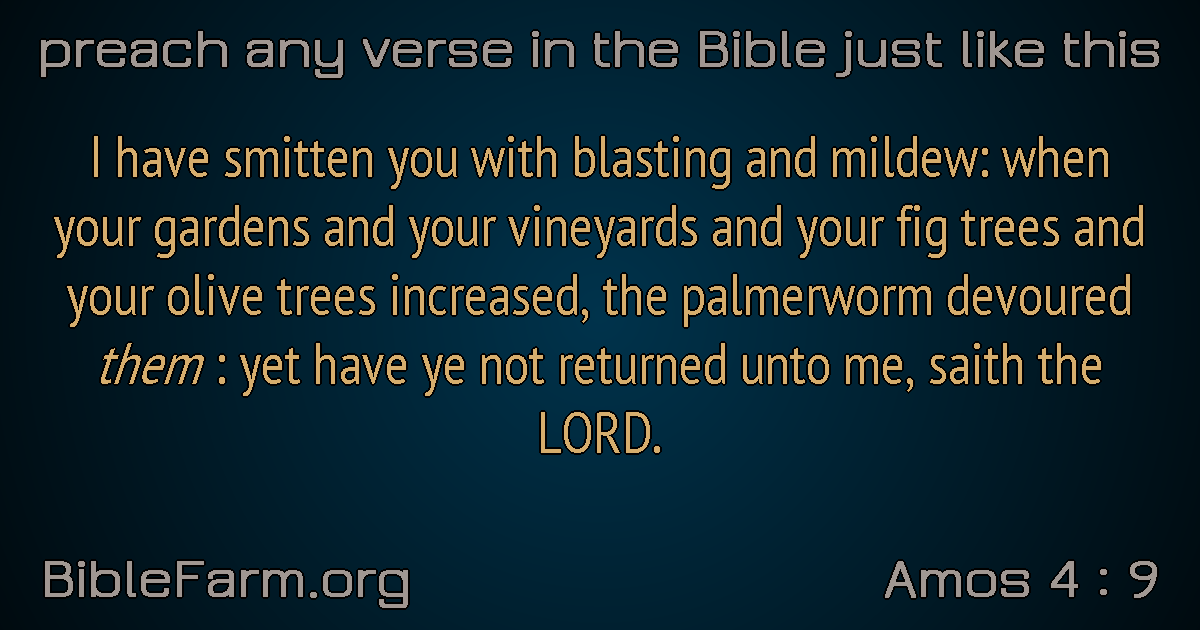 preach any verse in the Bible just like this
I have smitten you with blasting and mildew: when
your gardens and your vineyards and your fig trees and
your olive trees increased, the palmerworm devoured
them : yet have ye not returned unto me, saith the
LORD.
BibleFarm.org
Amos 4 : 9